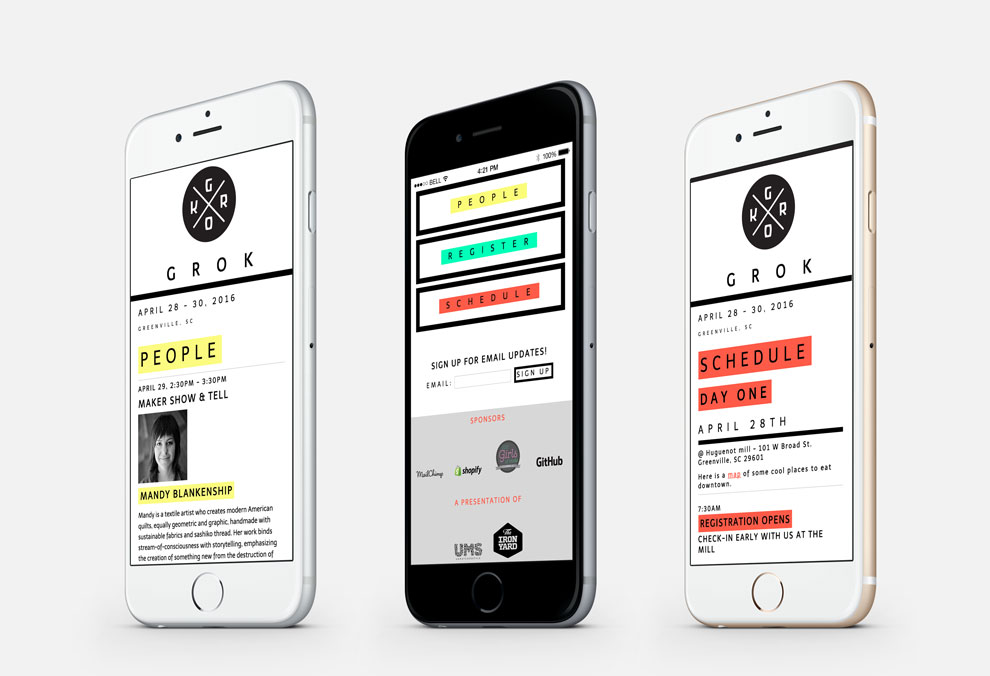 G
K R
O
GROK
APRIL 28 - 30, 2016
GREENVILLE, SC
PEOPLE
APRIL 29, 2:30PM - 3:30PM
MAKER SHOW & TELL
MANDY BLANKENSHIP
Mandy is a textile artist who creates modern American
quilts, equally geometric and graphic, handmade with
sustainable fabrics and sashiko thread. Her work binds
stream-of-consciousness with storytelling, emphasizing
the creation of something new from the destruction of
BELL 4:21 PM 100%
PEOPLE
REGISTER
SCHEDULE
SIGN UP FOR EMAIL UPDATES!
EMAIL: SIGN UP
SPONSORS
MailChimp shopify Girls GitHub
A PRESENTATION OF
UMS The IRON YARD
G
K R
O
GROK
APRIL 28 - 30, 2016
GREENVILLE, SC
SCHEDULE
DAY ONE
APRIL 28TH
@ Huguenot mill - 101 W Broad St.
Greenville, SC 29601
Here is a map of some cool places to eat
downtown.
7:30AM
REGISTRATION OPENS
CHECK-IN EARLY WITH US AT THE
MILL